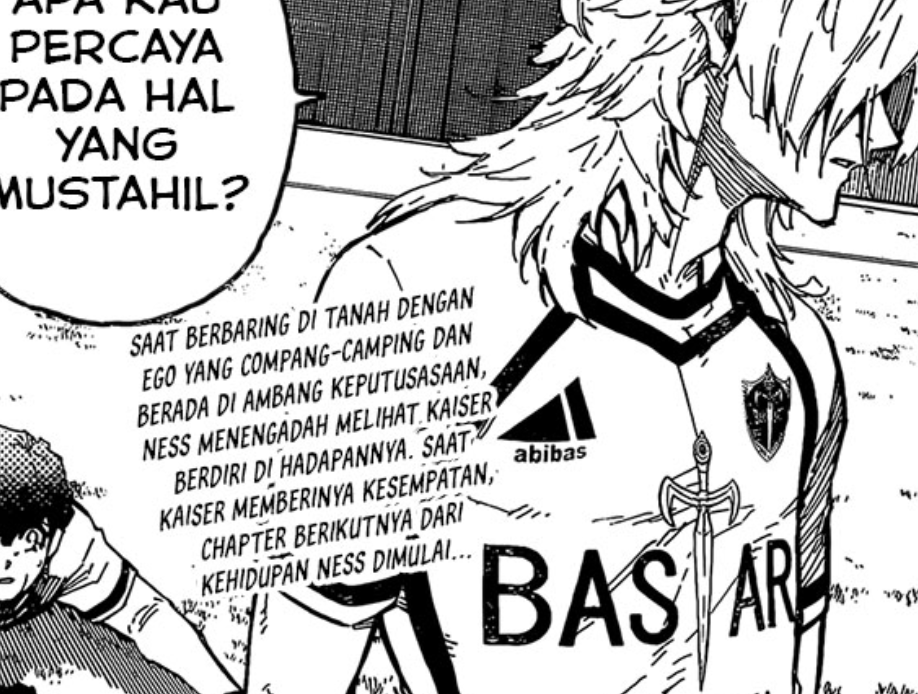 APA KAU
PERCAYA
PADA HAL
YANG
MUSTAHIL?
SAAT BERBARING DI TANAH DENGAN
EGO YANG COMPANG-CAMPING DAN
BERADA DI AMBANG KEPUTUSASAAN,
NESS MENENGADAH MELIHAT KAISER
BERDIRI DI HADAPANNYA. SAAT
KAISER MEMBERINYA KESEMPATAN,
CHAPTER BERIKUTNYA DARI
KEHIDUPAN NESS DIMULAI...
abibas
BAS AR